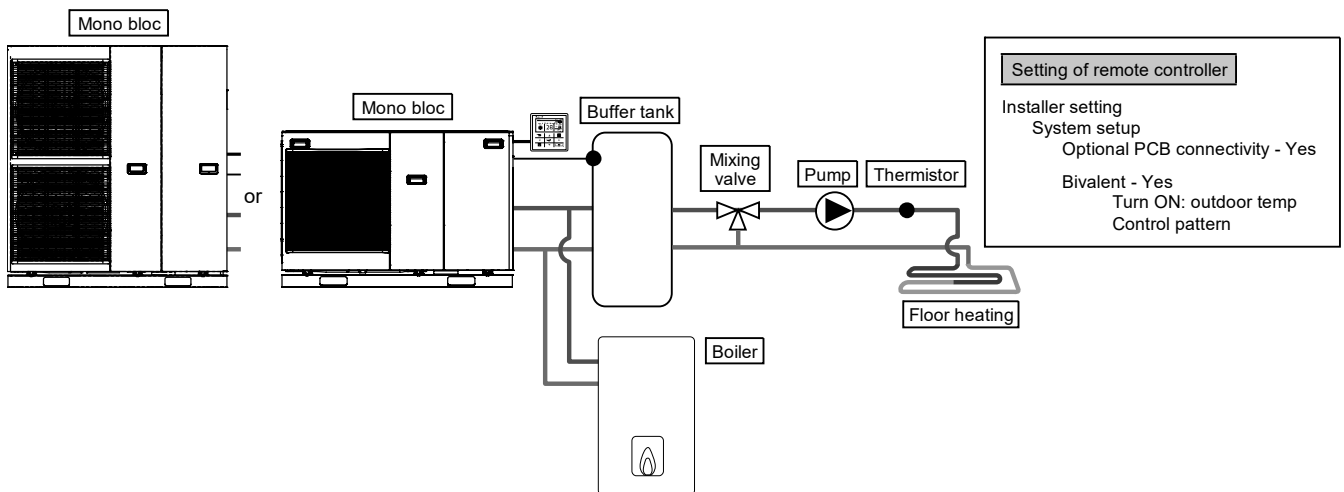 Mono bloc
or
Mono bloc
Buffer tank
Mixing
valve
Pump
Thermistor
Floor heating
Boiler
Setting of remote controller
Installer setting
System setup
Optional PCB connectivity - Yes
Bivalent - Yes
Turn ON: outdoor temp
Control pattern